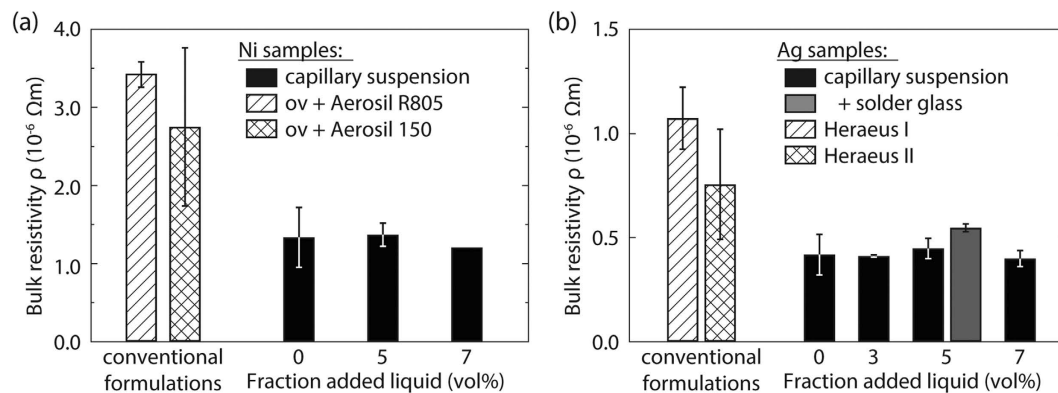 (a)
4.0
3.0
2.0
1.0
0.0
Bulk resistivity ρ (10⁻⁶ Ωm)
Ni samples:
capillary suspension
ov + Aerosil R805
ov + Aerosil 150
conventional
formulations
0 5 7
Fraction added liquid (vol%)
(b)
1.5
1.0
0.5
0.0
Bulk resistivity ρ (10⁻⁶ Ωm)
Ag samples:
capillary suspension
+ solder glass
Heraeus I
Heraeus II
conventional
formulations
0 3 5 7
Fraction added liquid (vol%)